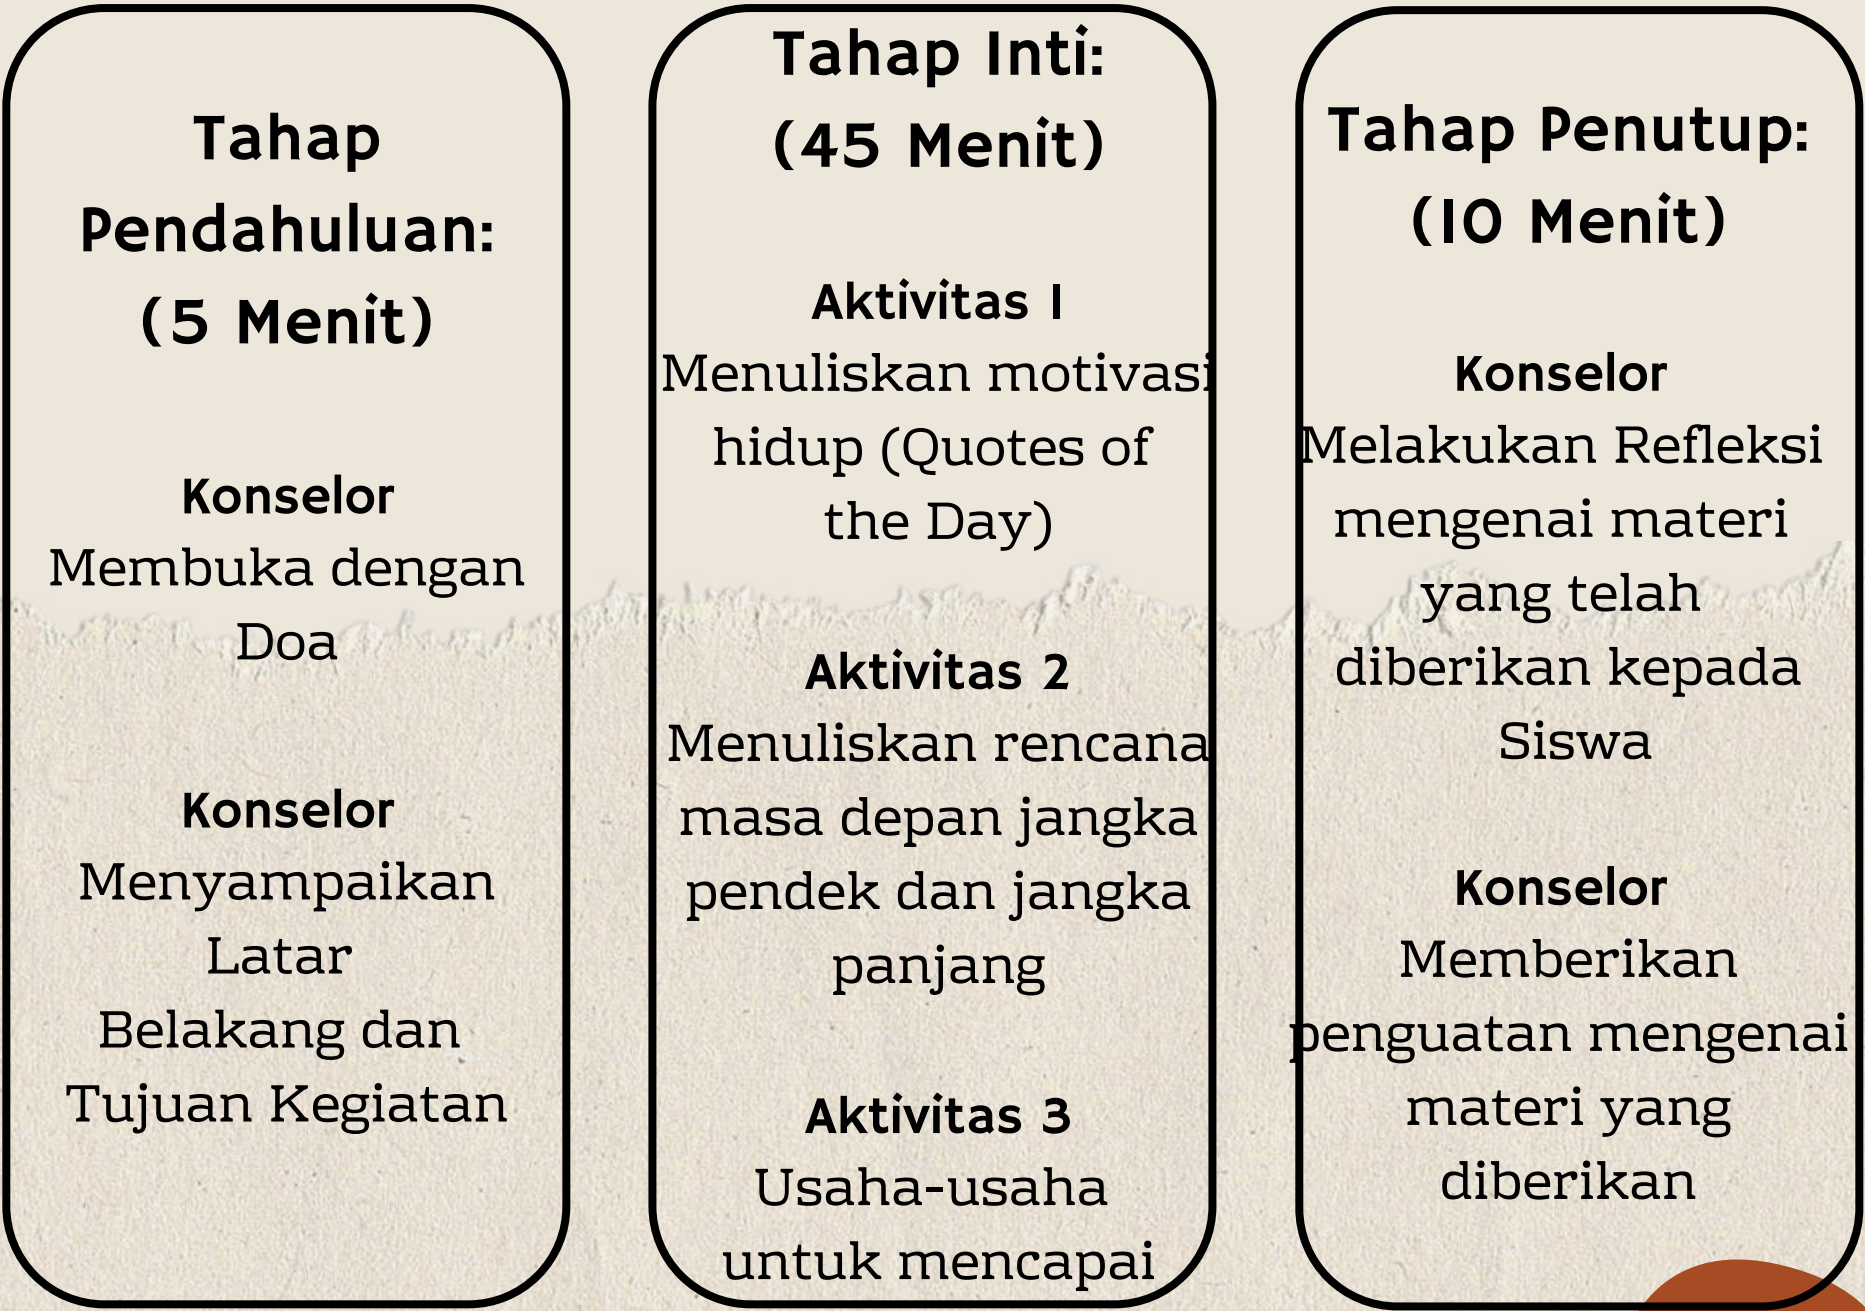 Tahap
Pendahuluan:
(5 Menit)
Konselor
Membuka dengan
Doa
Konselor
Menyampaikan
Latar
Belakang dan
Tujuan Kegiatan
Tahap Inti:
(45 Menit)
Aktivitas 1
Menuliskan motivasi
hidup (Quotes of
the Day)
Aktivitas 2
Menuliskan rencana
masa depan jangka
pendek dan jangka
panjang
Aktivitas 3
Usaha-usaha
untuk mencapai
Tahap Penutup:
(10 Menit)
Konselor
Melakukan Refleksi
mengenai materi
yang telah
diberikan kepada
Siswa
Konselor
Memberikan
penguatan mengenai
materi yang
diberikan